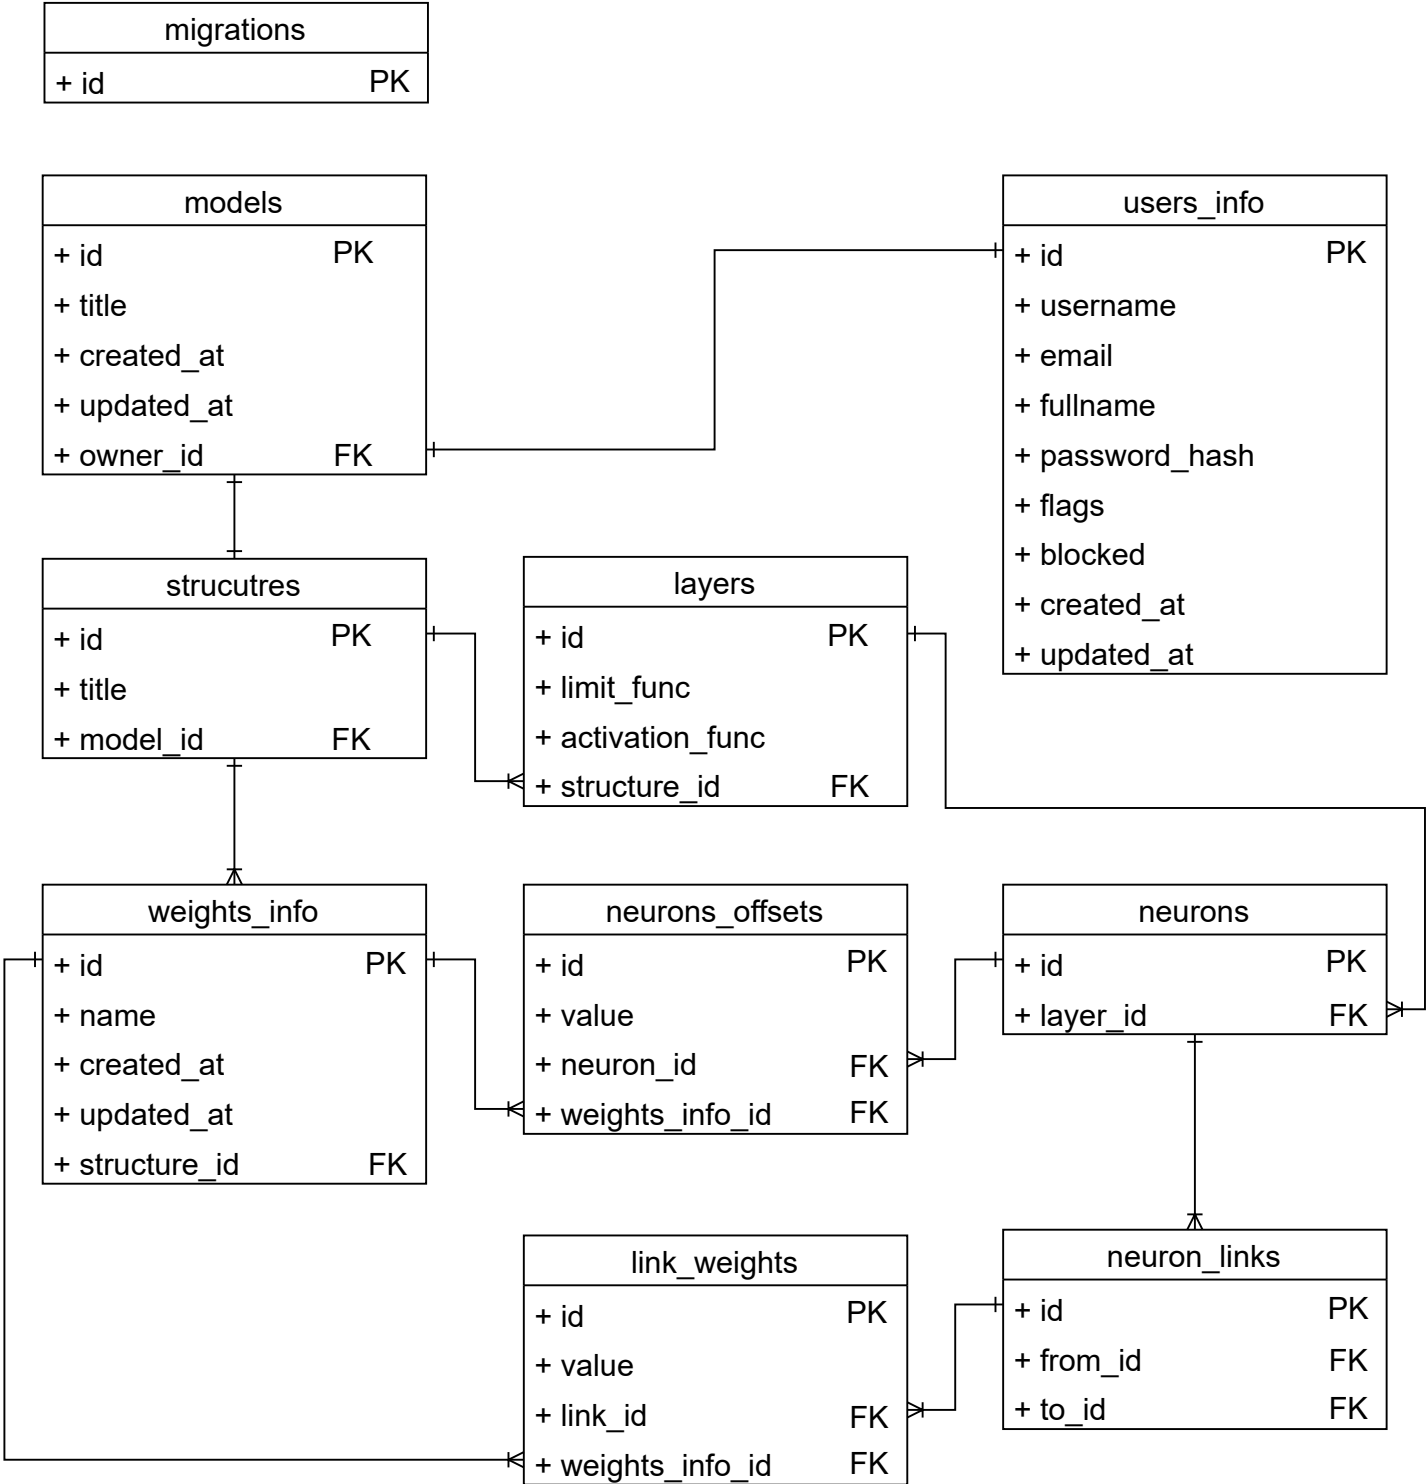 migrations
+ id PK
models
+ id PK
+ title
+ created_at
+ updated_at
+ owner_id FK
users_info
+ id PK
+ username
+ email
+ fullname
+ password_hash
+ flags
+ blocked
+ created_at
+ updated_at
strucutres
+ id PK
+ title
+ model_id FK
layers
+ id PK
+ limit_func
+ activation_func
+ structure_id FK
weights_info
+ id PK
+ name
+ created_at
+ updated_at
+ structure_id FK
neurons_offsets
+ id PK
+ value
+ neuron_id FK
+ weights_info_id FK
neurons
+ id PK
+ layer_id FK
link_weights
+ id PK
+ value
+ link_id FK
+ weights_info_id FK
neuron_links
+ id PK
+ from_id FK
+ to_id FK